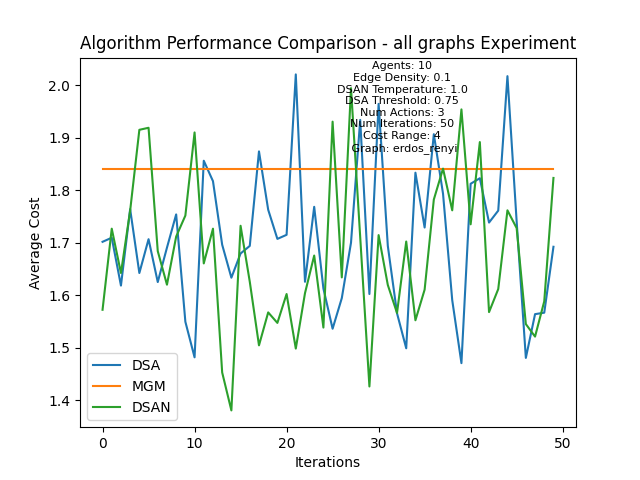 Algorithm Performance Comparison - all graphs Experiment
Agents: 10
Edge Density: 0.1
DSAN Temperature: 1.0
DSA Threshold: 0.75
Num Actions: 3
Num Iterations: 50
Cost Range: 4
Graph: erdos_renyi
2.0
1.9
1.8
1.7
1.6
1.5
1.4
Average Cost
DSA
MGM
DSAN
0 10 20 30 40 50
Iterations